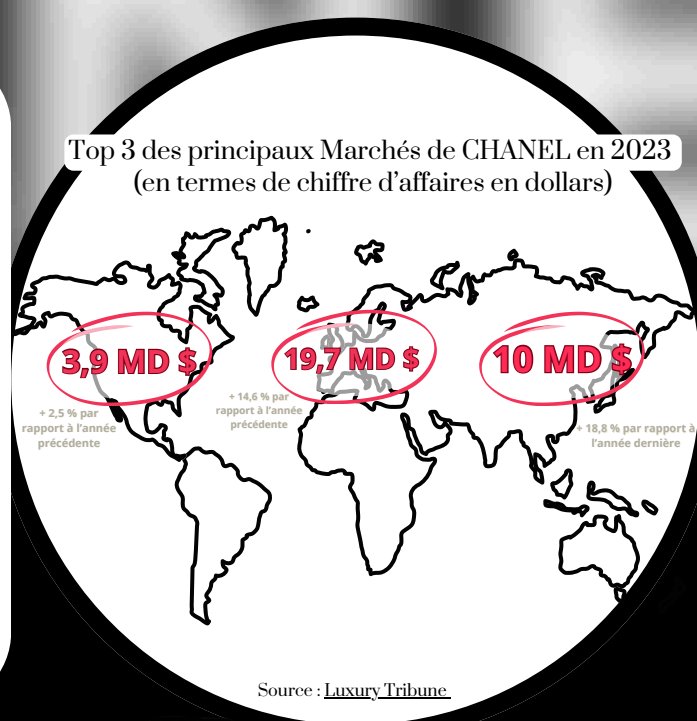 Top 3 des principaux Marchés de CHANEL en 2023
(en termes de chiffre d'affaires en dollars)
3,9 MD $
19,7 MD $
10 MD $
+ 2,5 % par
rapport à l'année
précédente
+ 14,6 % par
rapport à l'année
précédente
+ 18,8 % par rapport à
l'année dernière
Source : Luxury Tribune